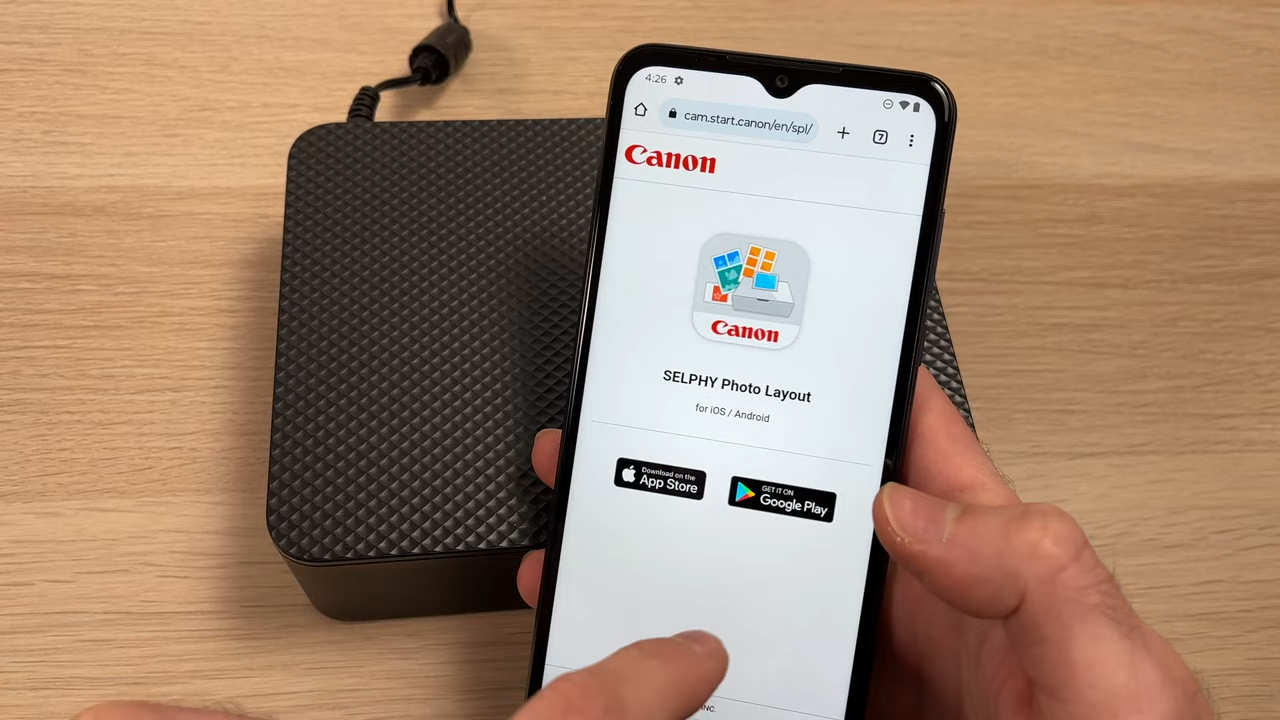 4:26
cam.start.canon/en/spl/
7
Canon
Canon
SELPHY Photo Layout
for iOS / Android
Download on the
App Store
GET IT ON
Google Play
INC.